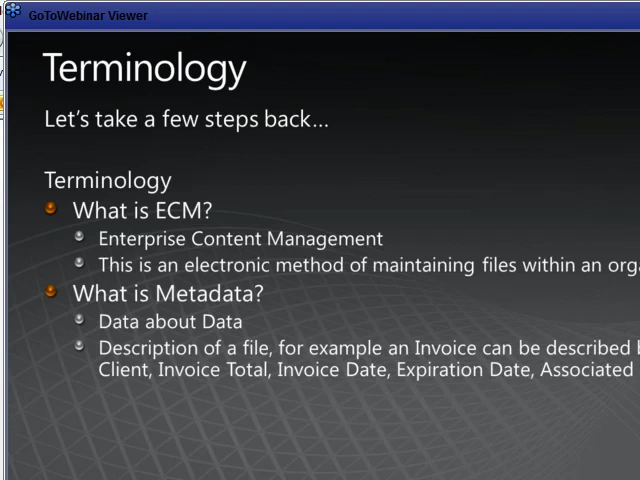 GoToWebinar Viewer
Terminology
Let's take a few steps back...
Terminology
What is ECM?
Enterprise Content Management
This is an electronic method of maintaining files within an
What is Metadata?
Data about Data
Description of a file, for example an Invoice can be described
Client, Invoice Total, Invoice Date, Expiration Date, Associated